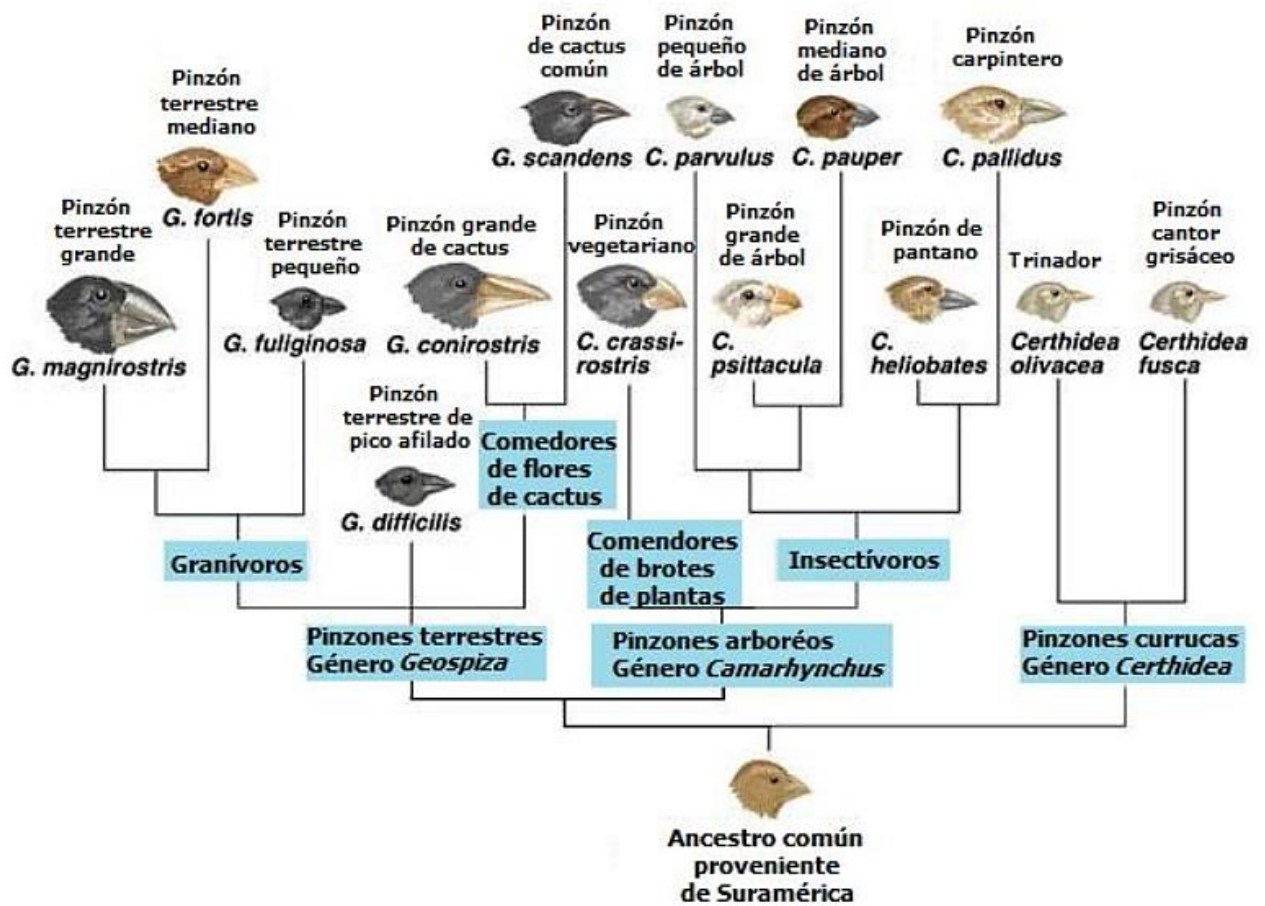 Pinzón
de cactus
común
G. scandens
Pinzón
pequeño
de árbol
C. parvulus
Pinzón
mediano
de árbol
C. pauper
Pinzón
carpintero
C. pallidus
Pinzón
terrestre
mediano
G. fortis
Pinzón
terrestre
grande
G. magnirostris
Pinzón
terrestre
pequeño
G. fuliginosa
Pinzón grande
de cactus
G. conirostris
Pinzón
vegetariano
C. crassi-
rostris
Pinzón
grande
de árbol
C.
psittacula
Pinzón de
pantano
C.
heliobates
Trinador
Certhidea
olivacea
Pinzón
cantor
grisáceo
Certhidea
fusca
Pinzón
terrestre de
pico afilado
G. difficilis
Comedores
de flores
de cactus
Granívoros
Comendores
de brotes
de plantas
Insectívoros
Pinzones terrestres
Género Geospiza
Pinzones arboréos
Género Camarhynchus
Pinzones currucas
Género Certhidea
Ancestro común
proveniente
de Suramérica